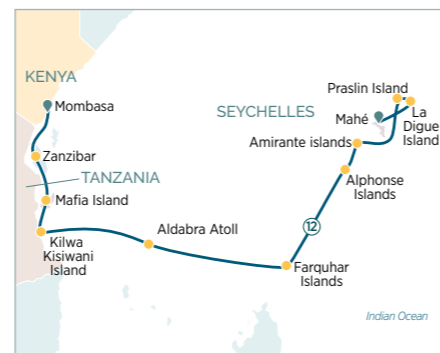 KENYA
Mombasa
Zanzibar
TANZANIA
Mafia Island
Kilwa
Kisiwani
Island
Aldabra Atoll
Farquhar
Islands
12
Alphonse
Islands
Amirante islands
SEYCHELLES
Mahé
Praslin Island
La
Digue
Island
Indian Ocean